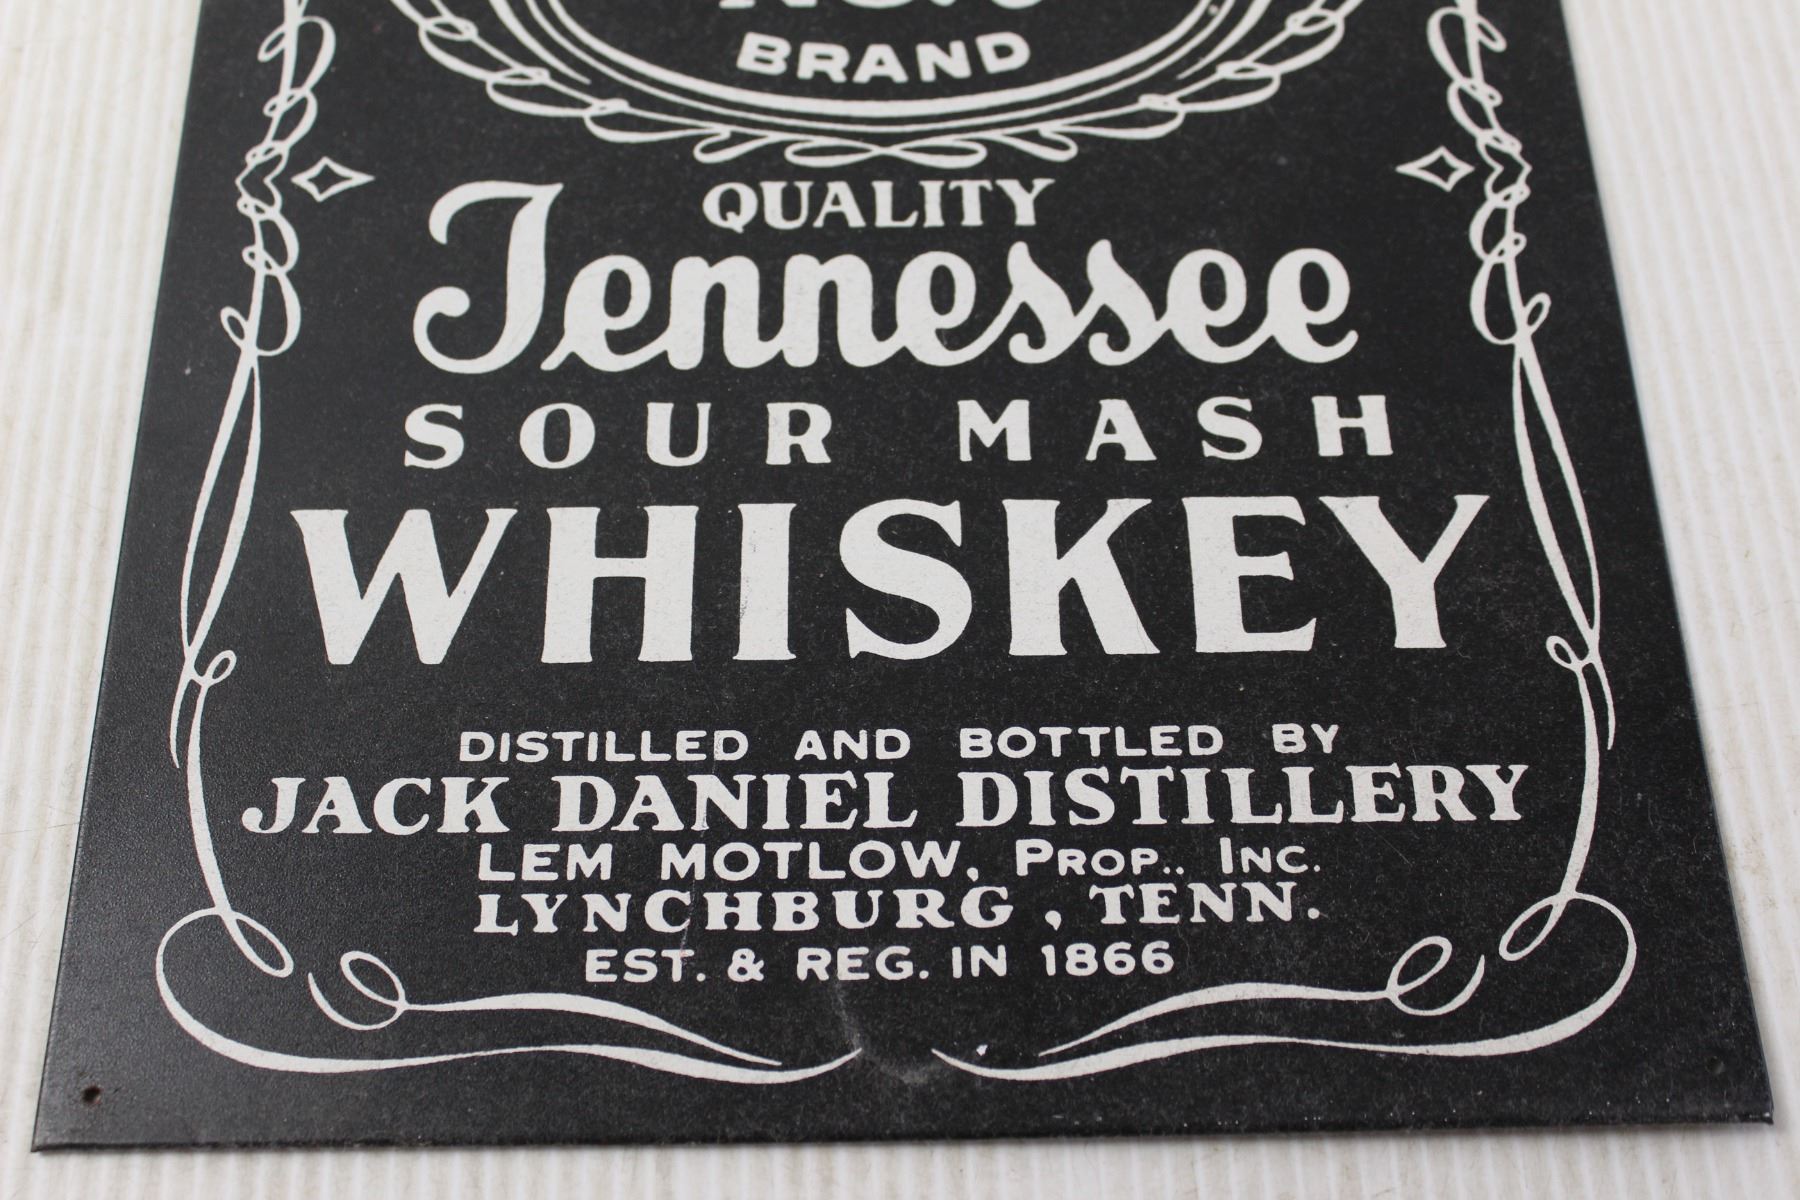 BRAND
QUALITY
Tennessee
SOUR MASH
WHISKEY
DISTILLED AND BOTTLED BY
JACK DANIEL DISTILLERY
LEM MOTLOW, PROP., INC.
LYNCHBURG, TENN.
EST. & REG. IN 1866